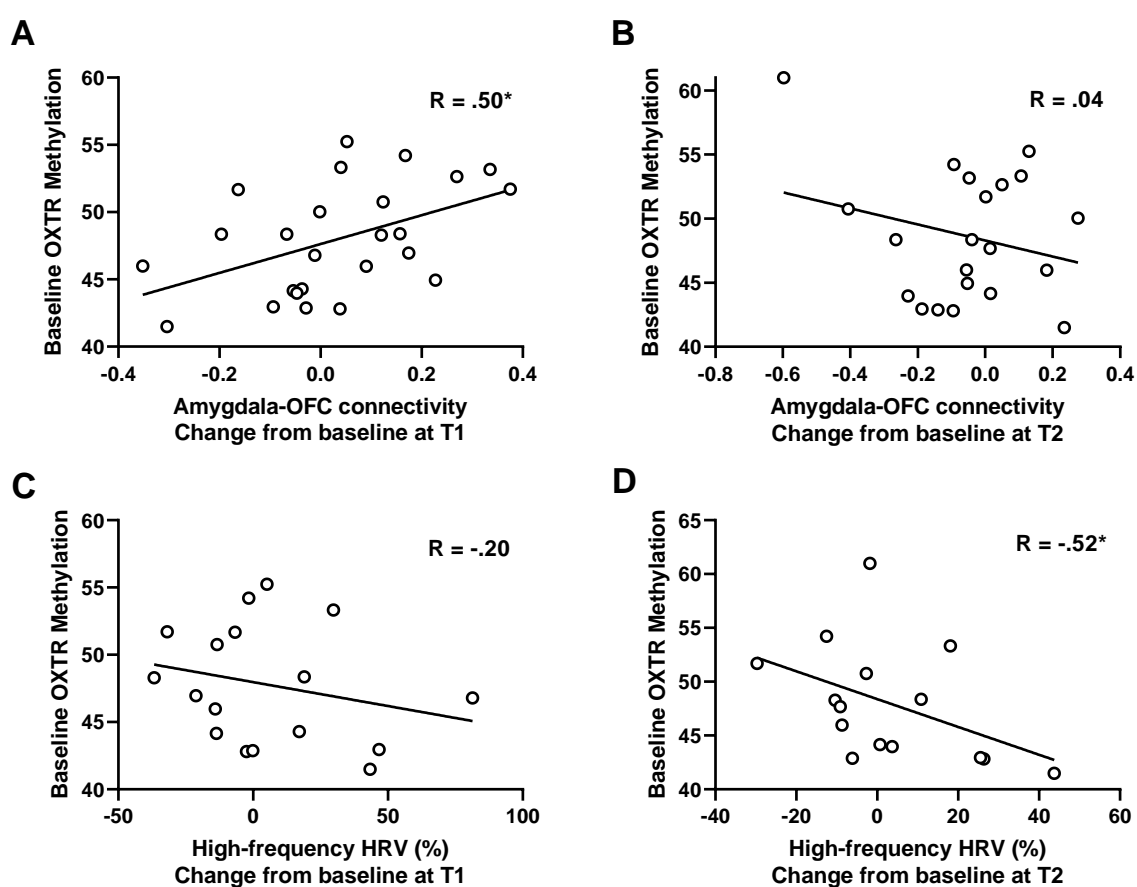 A
R = .50*
Baseline OXTR Methylation
60
55
50
45
40
-0.4
-0.2
0.0
0.2
0.4
Amygdala-OFC connectivity
Change from baseline at T1
B
R = .04
Baseline OXTR Methylation
60
55
50
45
40
-0.8
-0.6
-0.4
-0.2
0.0
0.2
0.4
Amygdala-OFC connectivity
Change from baseline at T2
C
R = -.20
Baseline OXTR Methylation
60
55
50
45
40
-50
0
50
100
High-frequency HRV (%)
Change from baseline at T1
D
R = -.52*
Baseline OXTR Methylation
65
60
55
50
45
40
-40
-20
0
20
40
60
High-frequency HRV (%)
Change from baseline at T2